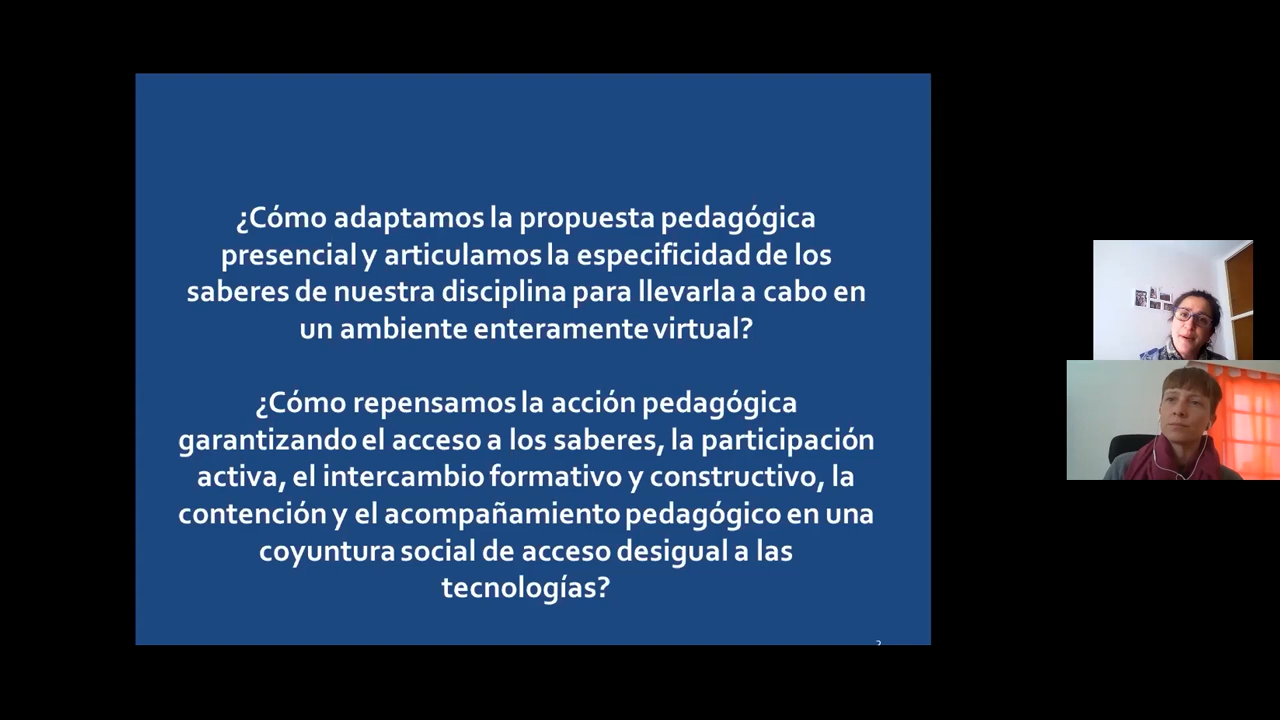 ¿Cómo adaptamos la propuesta pedagógica
presencial y articulamos la especificidad de los
saberes de nuestra disciplina para llevarla a cabo en
un ambiente enteramente virtual?
¿Cómo repensamos la acción pedagógica
garantizando el acceso a los saberes, la participación
activa, el intercambio formativo y constructivo, la
contención y el acompañamiento pedagógico en una
coyuntura social de acceso desigual a las
tecnologías?